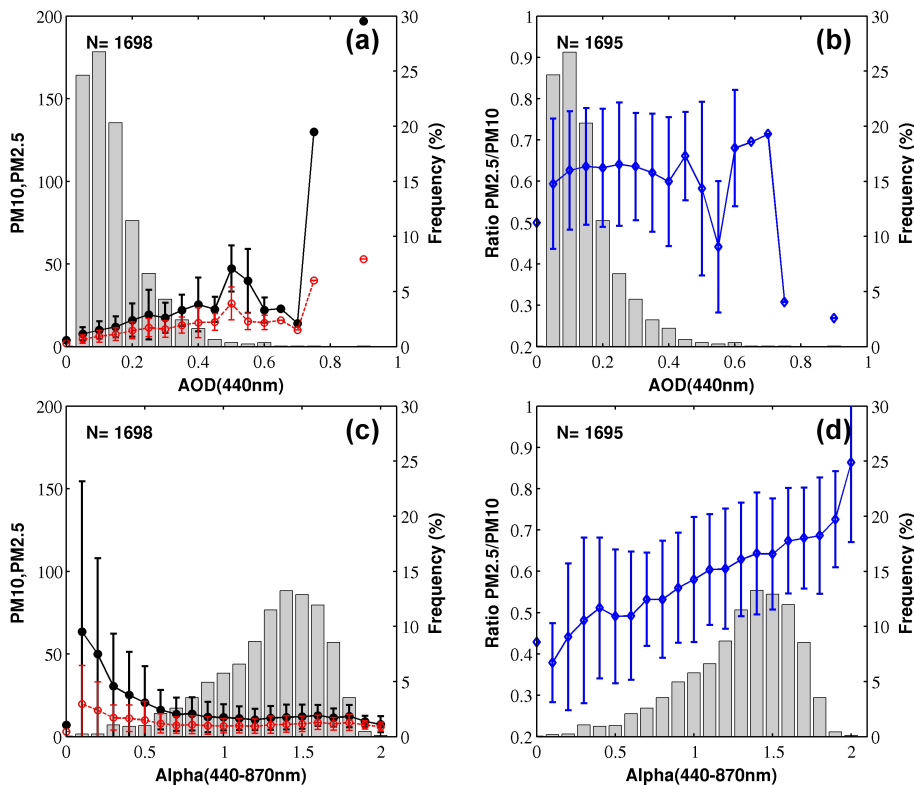 200
150
100
50
0
PM10,PM2.5
N= 1698
(a)
30
25
20
15
10
5
0
Frequency (%)
0 0.2 0.4 0.6 0.8 1
AOD(440nm)
1
0.9
0.8
0.7
0.6
0.5
0.4
0.3
0.2
Ratio PM2.5/PM10
N= 1695
(b)
30
25
20
15
10
5
0
Frequency (%)
0 0.2 0.4 0.6 0.8 1
AOD(440nm)
200
150
100
50
0
PM10,PM2.5
N= 1698
(c)
30
25
20
15
10
5
0
Frequency (%)
0 0.5 1 1.5 2
Alpha(440-870nm)
1
0.9
0.8
0.7
0.6
0.5
0.4
0.3
0.2
Ratio PM2.5/PM10
N= 1695
(d)
30
25
20
15
10
5
0
Frequency (%)
0 0.5 1 1.5 2
Alpha(440-870nm)